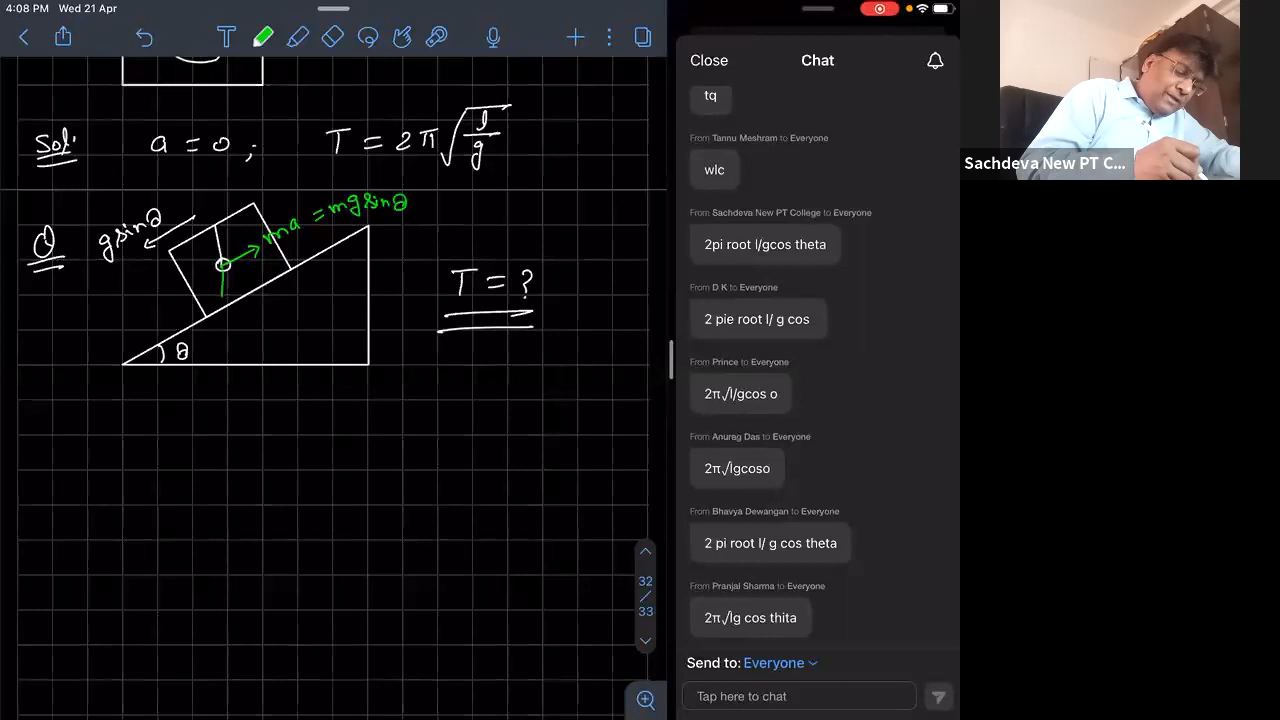 4:08 PM Wed 21 Apr
Sol:
a = 0 ;
T = 2π√l/g
Q
g sinθ
ma = mg sinθ
θ
T = ?
32
33
Close
Chat
tq
From Tannu Meshram to Everyone
wlc
From Sachdeva New PT College to Everyone
2pi root l/gcos theta
From D K to Everyone
2 pie root l/ g cos
From Prince to Everyone
2π√l/gcos o
From Anurag Das to Everyone
2π√lgcoso
From Bhavya Dewangan to Everyone
2 pi root l/ g cos theta
From Pranjal Sharma to Everyone
2π√lg cos thita
Send to: Everyone
Tap here to chat
Sachdeva New PT C...